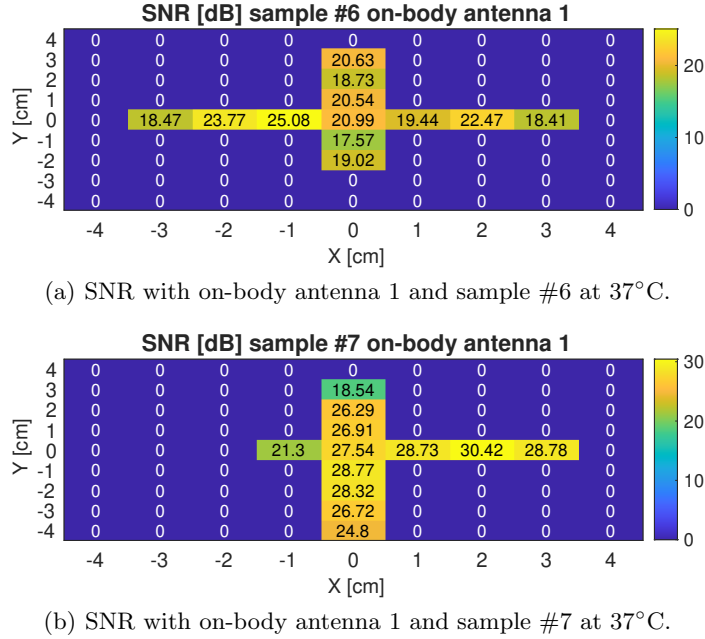 SNR [dB] sample #6 on-body antenna 1
4 0 0 0 0 0 0 0 0 0
3 0 0 0 0 20.63 0 0 0 0 20
2 0 0 0 0 18.73 0 0 0 0
1 0 0 0 0 20.54 0 0 0 0
0 0 18.47 23.77 25.08 20.99 19.44 22.47 18.41 0 10
-1 0 0 0 0 17.57 0 0 0 0
-2 0 0 0 0 19.02 0 0 0 0
-3 0 0 0 0 0 0 0 0 0
-4 0 0 0 0 0 0 0 0 0 0
Y [cm]
-4 -3 -2 -1 0 1 2 3 4
X [cm]
(a) SNR with on-body antenna 1 and sample #6 at 37°C.
SNR [dB] sample #7 on-body antenna 1
4 0 0 0 0 0 0 0 0 0 30
3 0 0 0 0 18.54 0 0 0 0
2 0 0 0 0 26.29 0 0 0 0
1 0 0 0 0 26.91 0 0 0 0 20
0 0 0 0 21.3 27.54 28.73 30.42 28.78 0
-1 0 0 0 0 28.77 0 0 0 0
-2 0 0 0 0 28.32 0 0 0 0 10
-3 0 0 0 0 26.72 0 0 0 0
-4 0 0 0 0 24.8 0 0 0 0 0
Y [cm]
-4 -3 -2 -1 0 1 2 3 4
X [cm]
(b) SNR with on-body antenna 1 and sample #7 at 37°C.